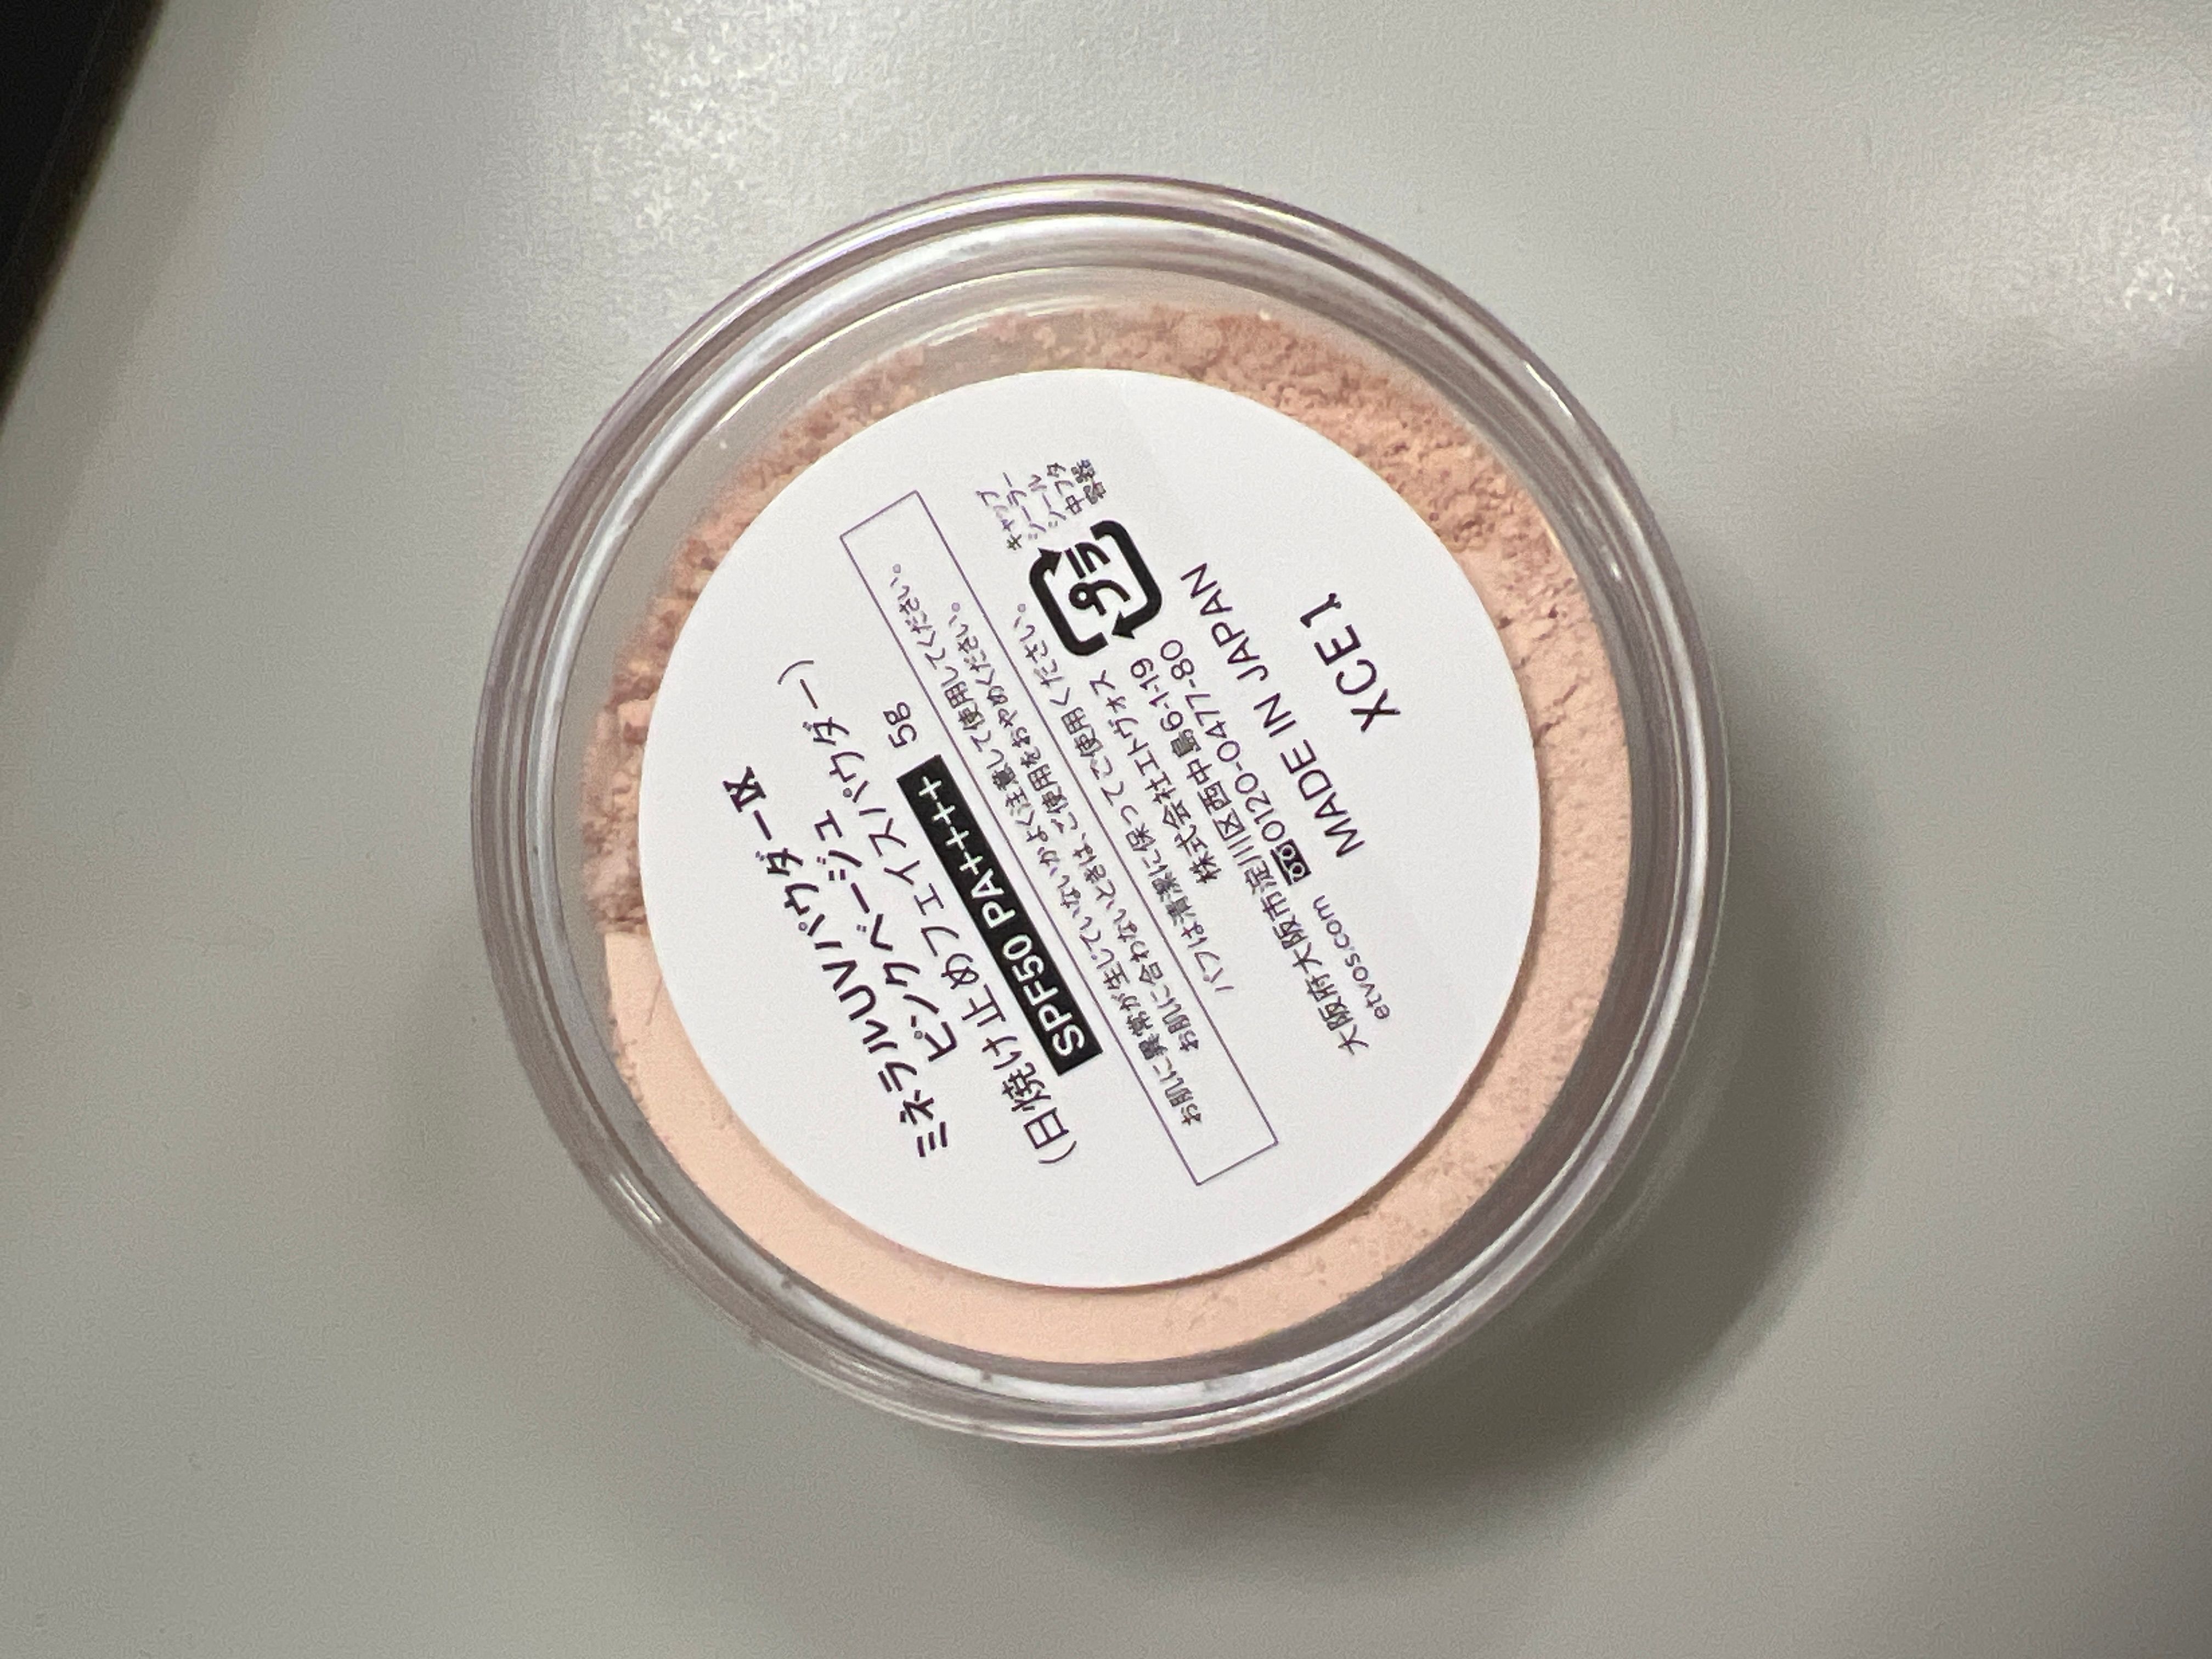 ミネラルUVパウダーⅨ
ピンクベージュ
(日焼け止めフェイスパウダー)
SPF50 PA++++ 5g
お肌に異常が生じていないかよく注意して使用してください。
お肌に合わないときは、ご使用をおやめください。
パフは清潔に保ってご使用ください。
プラ
キャップ
シーラー
シール
中フタ
容器
株式会社エトヴォス
大阪府大阪市淀川区西中島6-1-19
etvos.com 0120-0477-80
MADE IN JAPAN
XCE1